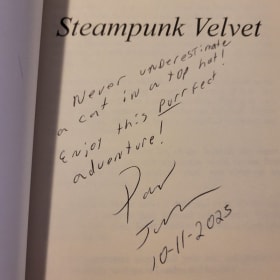 Steampunk Velvet
Never underestimate
a cat in a top hat!
Enjoy this purrfect
adventure!
10-11-2025